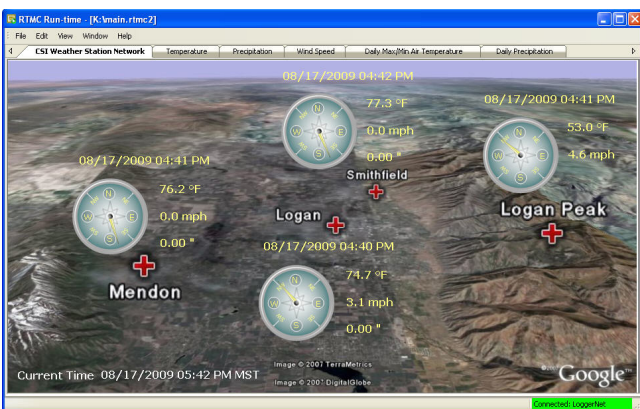 RTMC Run-time - [K:\main.rtmc2]
File Edit View Window Help
CSI Weather Station Network Temperature Precipitation Wind Speed Daily Max/Min Air Temperature Daily Precipitation
08/17/2009 04:42 PM
77.3 °F
0.0 mph
0.00 "
N
E
S
W
Smithfield
08/17/2009 04:41 PM
53.0 °F
4.6 mph
N
E
S
W
Logan Peak
08/17/2009 04:41 PM
76.2 °F
0.0 mph
0.00 "
N
E
S
W
Mendon
Logan
08/17/2009 04:40 PM
74.7 °F
3.1 mph
0.00 "
N
E
S
W
Image © 2007 TerraMetrics
Image © 2007 DigitalGlobe
Current Time 08/17/2009 05:42 PM MST
Google™
Connected: LoggerNet